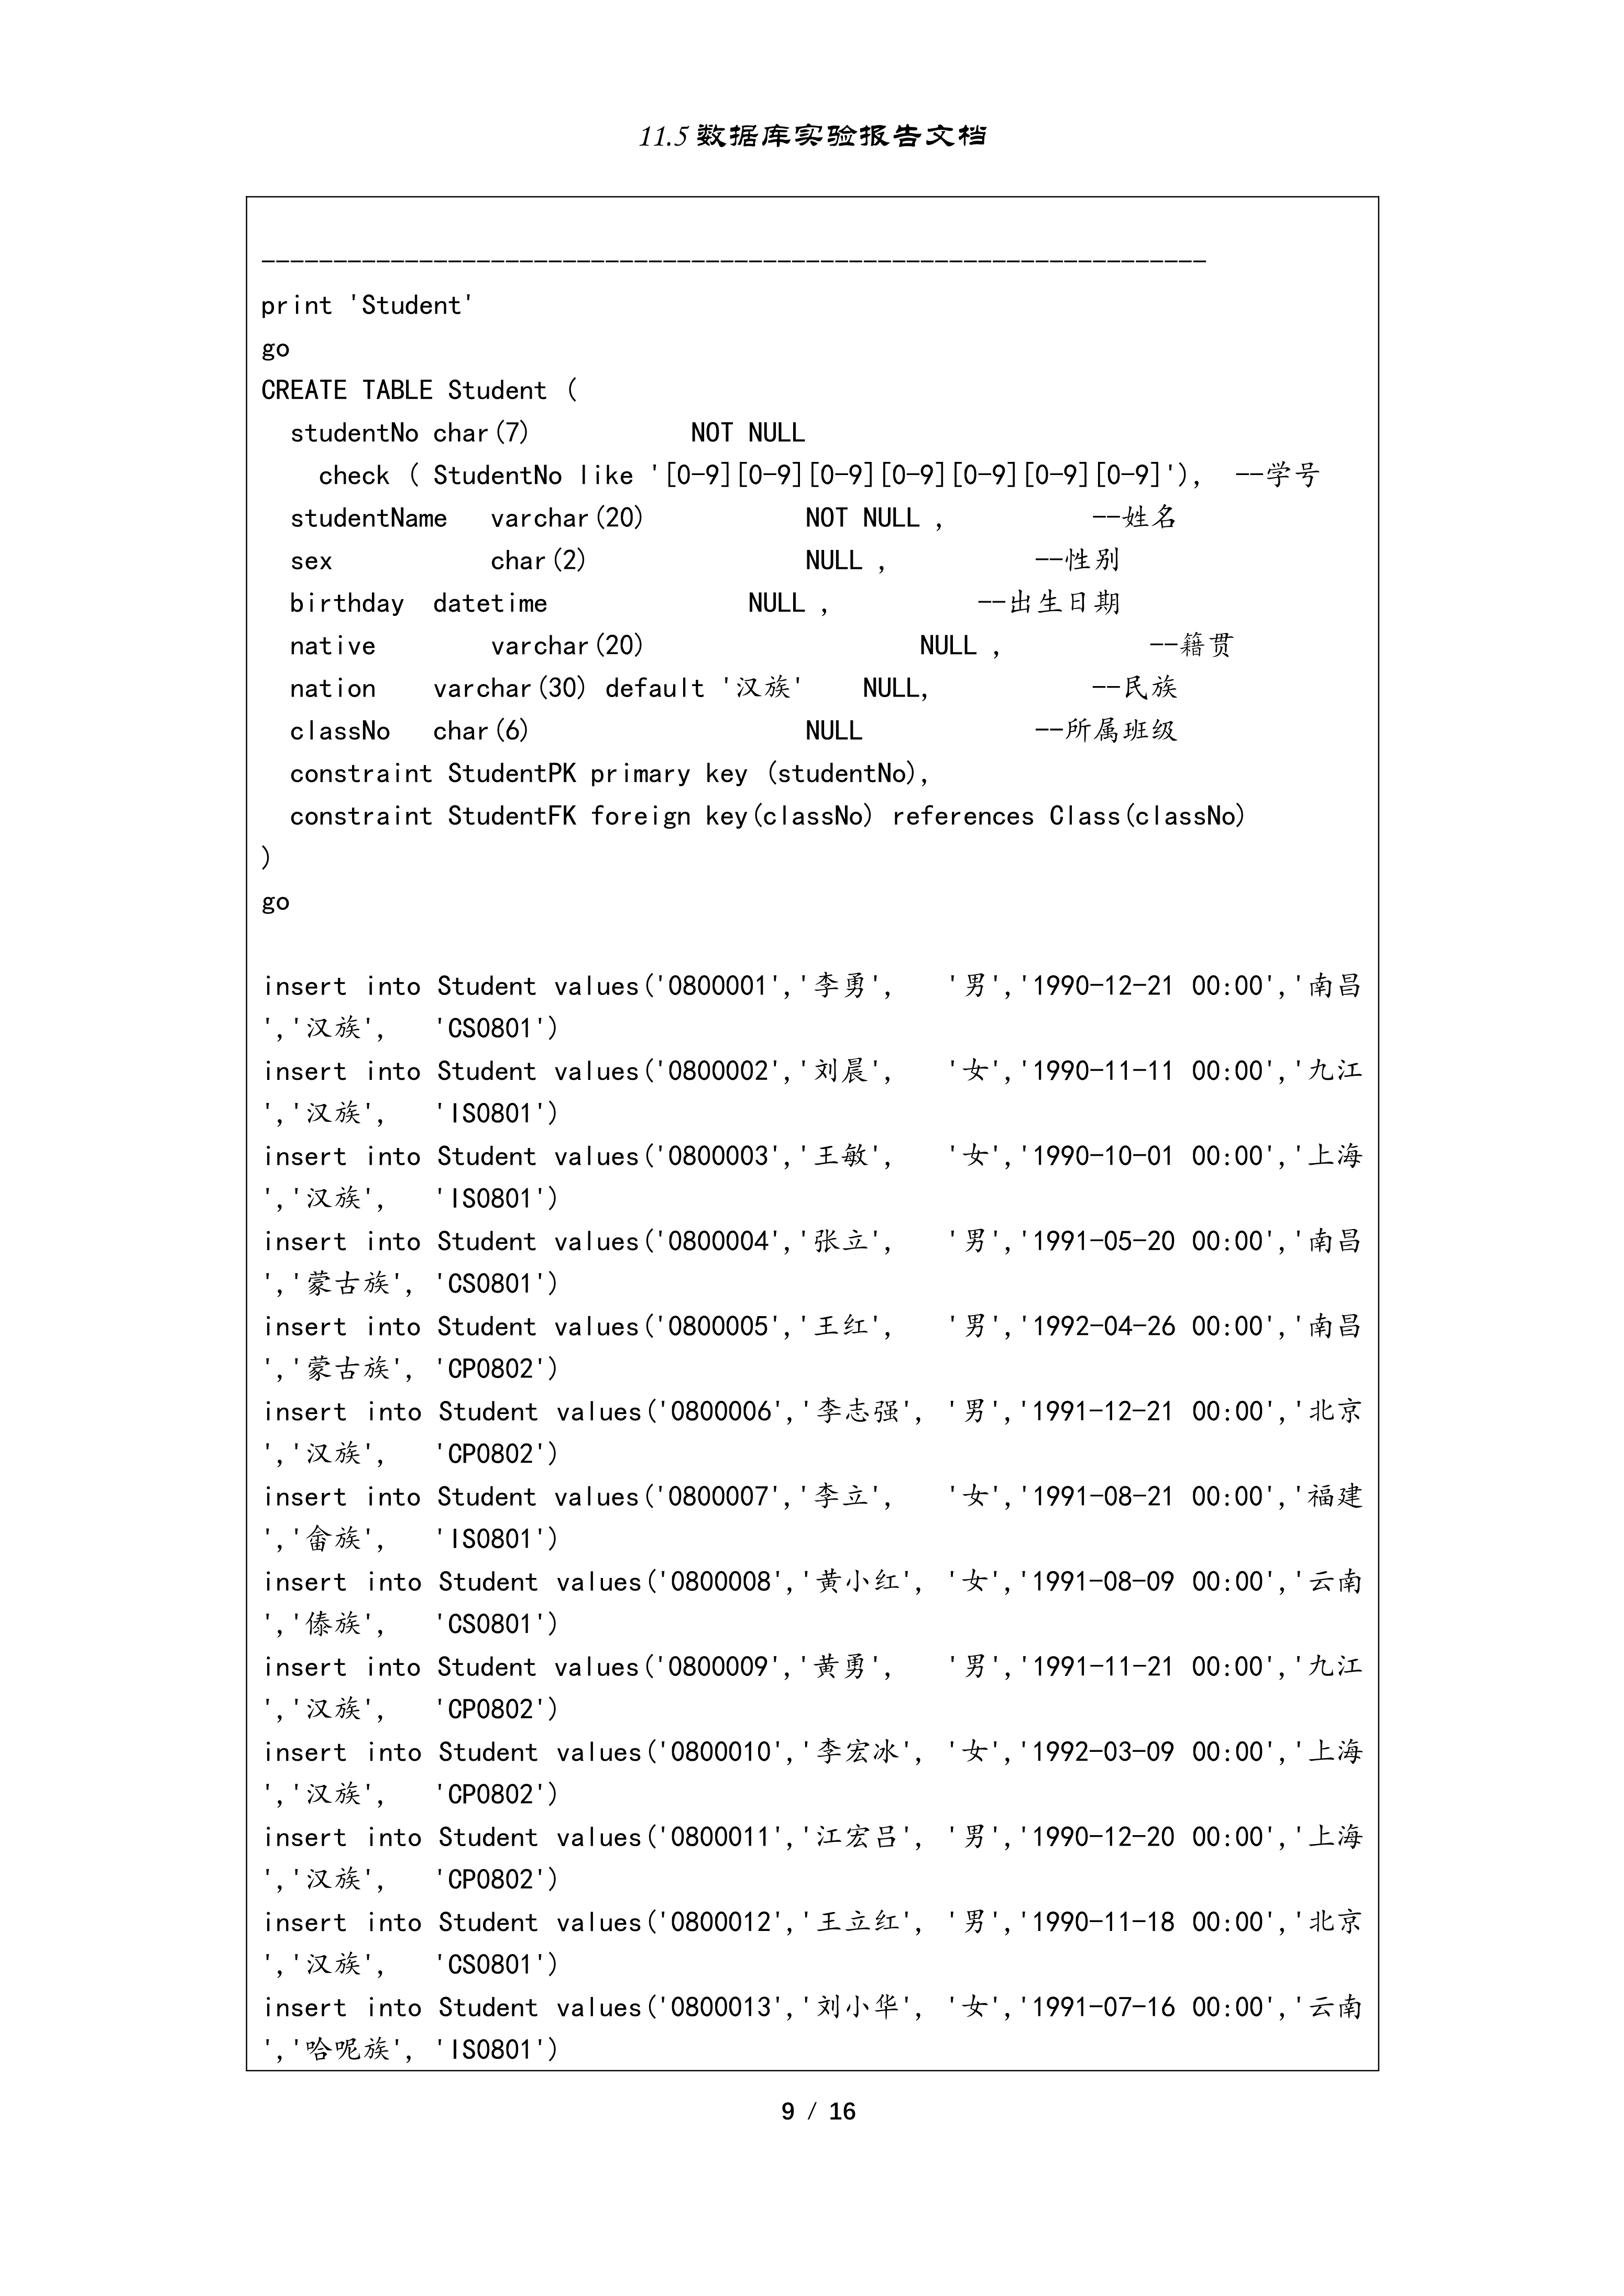 11.5数据库实验报告文档
------------------------------------------------------------------
print 'Student'
go
CREATE TABLE Student (
  studentNo char(7)           NOT NULL
    check ( StudentNo like '[0-9][0-9][0-9][0-9][0-9][0-9][0-9]'),  --学号
  studentName   varchar(20)           NOT NULL ,          --姓名
  sex           char(2)               NULL ,          --性别
  birthday  datetime              NULL ,          --出生日期
  native        varchar(20)                   NULL ,          --籍贯
  nation    varchar(30) default '汉族'    NULL,           --民族
  classNo   char(6)                   NULL            --所属班级
  constraint StudentPK primary key (studentNo),
  constraint StudentFK foreign key(classNo) references Class(classNo)
)
go
insert into Student values('0800001','李勇',   '男','1990-12-21 00:00','南昌
','汉族',   'CS0801')
insert into Student values('0800002','刘晨',   '女','1990-11-11 00:00','九江
','汉族',   'IS0801')
insert into Student values('0800003','王敏',   '女','1990-10-01 00:00','上海
','汉族',   'IS0801')
insert into Student values('0800004','张立',   '男','1991-05-20 00:00','南昌
','蒙古族', 'CS0801')
insert into Student values('0800005','王红',   '男','1992-04-26 00:00','南昌
','蒙古族', 'CP0802')
insert into Student values('0800006','李志强', '男','1991-12-21 00:00','北京
','汉族',   'CP0802')
insert into Student values('0800007','李立',   '女','1991-08-21 00:00','福建
','畲族',   'IS0801')
insert into Student values('0800008','黄小红', '女','1991-08-09 00:00','云南
','傣族',   'CS0801')
insert into Student values('0800009','黄勇',   '男','1991-11-21 00:00','九江
','汉族',   'CP0802')
insert into Student values('0800010','李宏冰', '女','1992-03-09 00:00','上海
','汉族',   'CP0802')
insert into Student values('0800011','江宏吕', '男','1990-12-20 00:00','上海
','汉族',   'CP0802')
insert into Student values('0800012','王立红', '男','1990-11-18 00:00','北京
','汉族',   'CS0801')
insert into Student values('0800013','刘小华', '女','1991-07-16 00:00','云南
','哈呢族', 'IS0801')
9 / 16